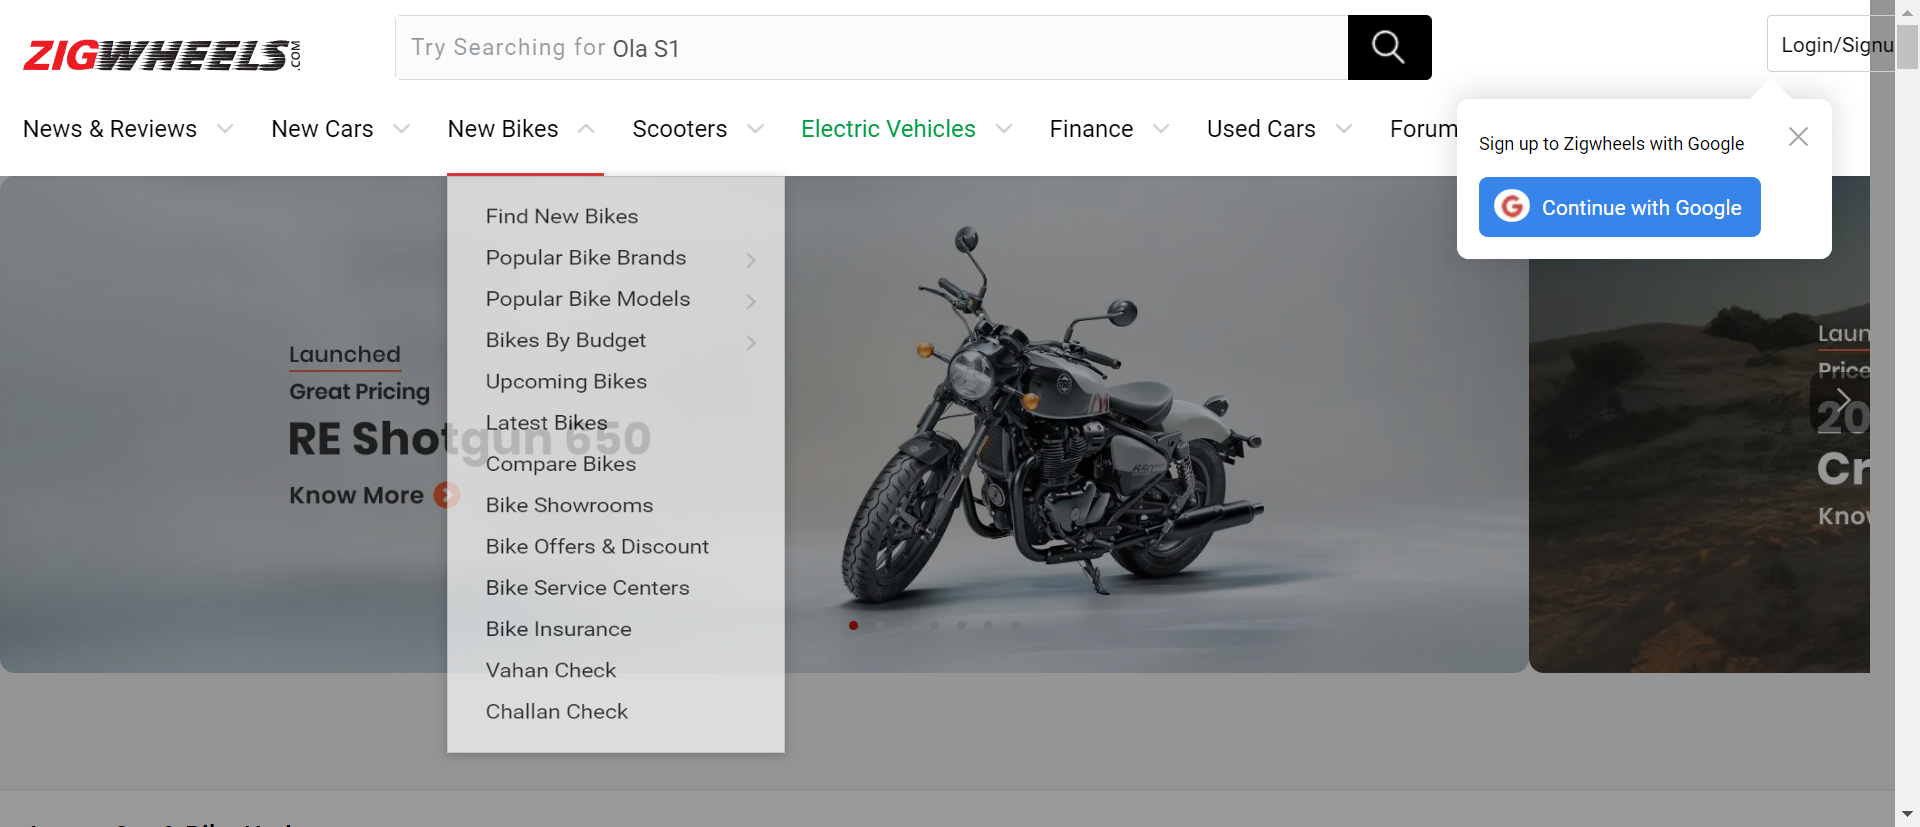 ZIGWHEELS.COM
Try Searching for Ola S1
Login/Signu
News & Reviews New Cars New Bikes Scooters Electric Vehicles Finance Used Cars Forum
Sign up to Zigwheels with Google
Continue with Google
Find New Bikes
Popular Bike Brands
Popular Bike Models
Bikes By Budget
Upcoming Bikes
Latest Bikes
Compare Bikes
Bike Showrooms
Bike Offers & Discount
Bike Service Centers
Bike Insurance
Vahan Check
Challan Check
Launched
Great Pricing
RE Shotgun 650
Know More
Laun
Price
20
Cr
Know